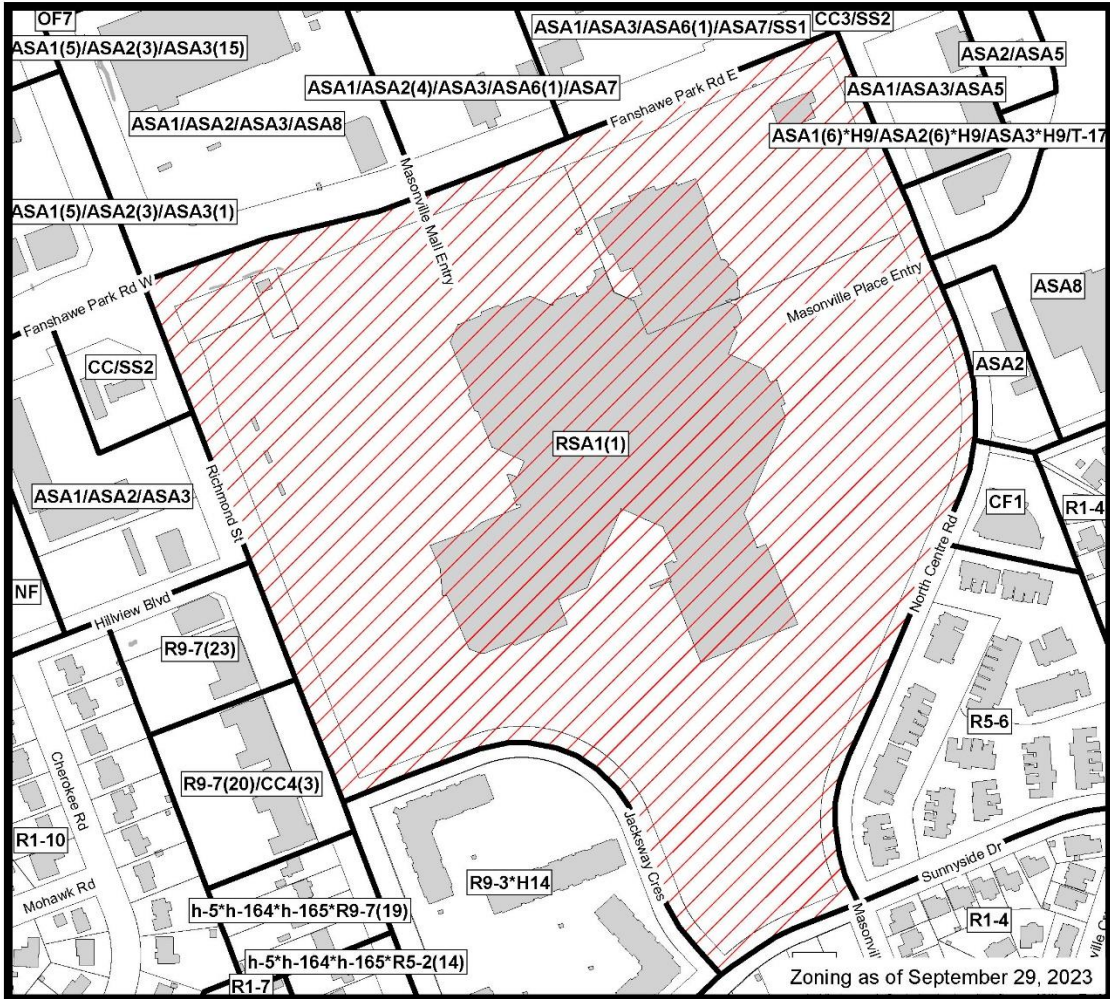 OF7
ASA1/ASA3/ASA6(1)/ASA7/SS1
CC3/SS2
ASA1(5)/ASA2(3)/ASA3(15)
ASA2/ASA5
ASA1/ASA2(4)/ASA3/ASA6(1)/ASA7
Fanshawe Park Rd E
ASA1/ASA3/ASA5
ASA1/ASA2/ASA3/ASA8
ASA1(6)*H9/ASA2(6)*H9/ASA3*H9/T-17
Masonville Mall Entry
ASA1(5)/ASA2(3)/ASA3(1)
Fanshawe Park Rd W
Masonville Place Entry
ASA8
CC/SS2
ASA2
RSA1(1)
Richmond St
ASA1/ASA2/ASA3
CF1
R1-4
North Centre Rd
NF
Hillview Blvd
R9-7(23)
R5-6
Cherokee Rd
R9-7(20)/CC4(3)
Jacksway Cres
R1-10
Sunnyside Dr
Mohawk Rd
R9-3*H14
h-5*h-164*h-165*R9-7(19)
R1-4
h-5*h-164*h-165*R5-2(14)
R1-7
Zoning as of September 29, 2023